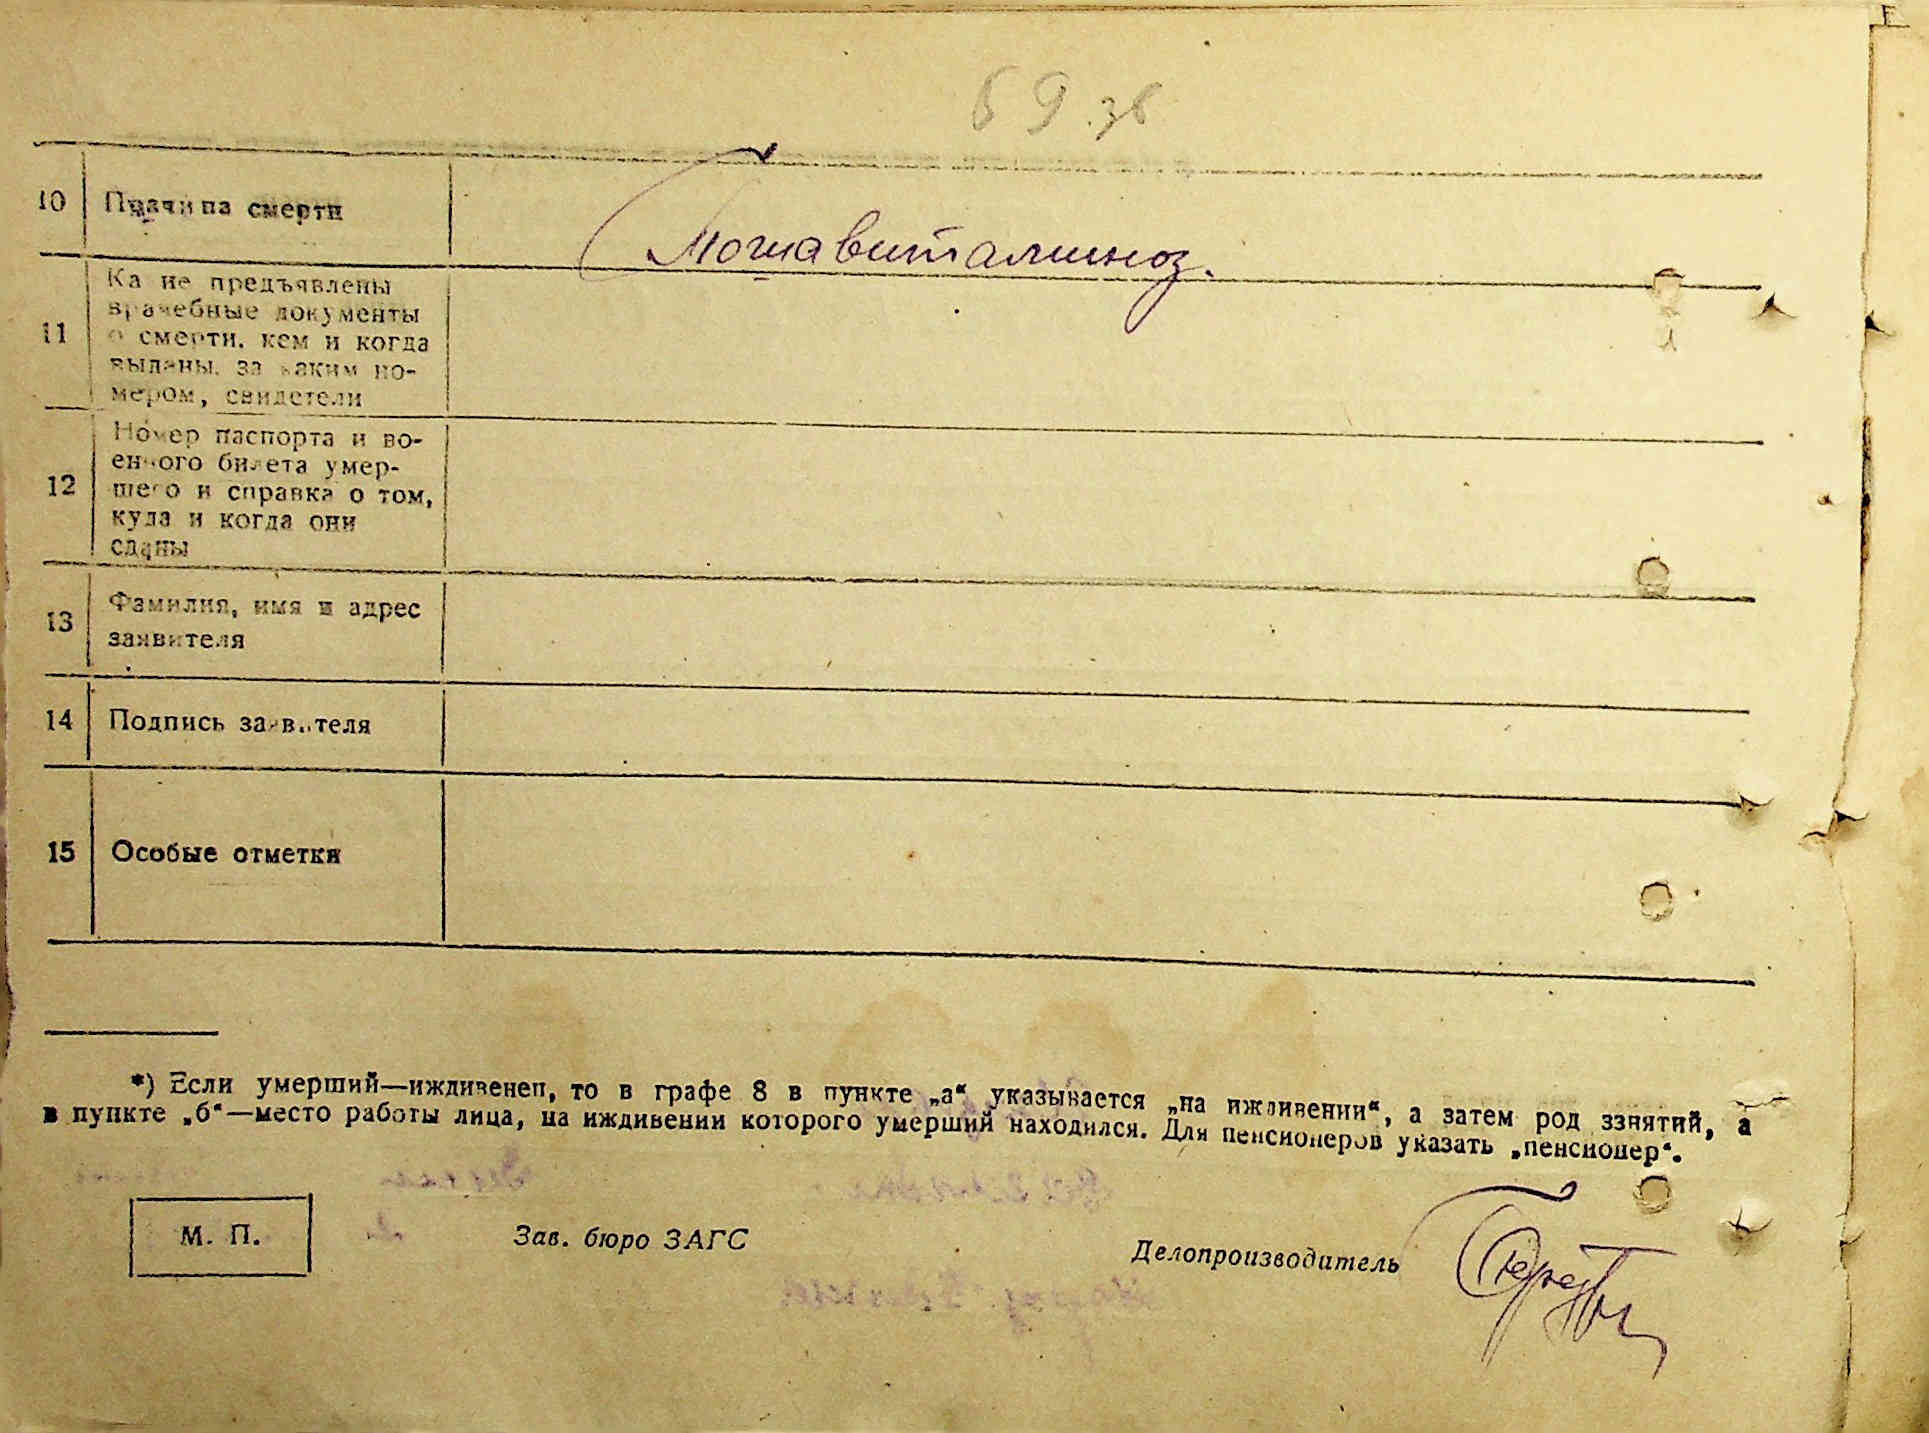 10 Причина смерти
Полиавитаминоз.
11 Какие предъявлены
врачебные документы
о смерти, кем и когда
выданы, за каким но-
мером, свидетели
12 Номер паспорта и во-
енного билета умер-
шего и справка о том,
куда и когда они
сданы
13 Фамилия, имя и адрес
заявителя
14 Подпись заявителя
15 Особые отметки
*) Если умерший—иждивенец, то в графе 8 в пункте „а“ указывается „на иждивении“, а затем род занятий, а
в пункте „б“—место работы лица, на иждивении которого умерший находился. Для пенсионеров указать „пенсионер“.
М. П.
Зав. бюро ЗАГС
Делопроизводитель